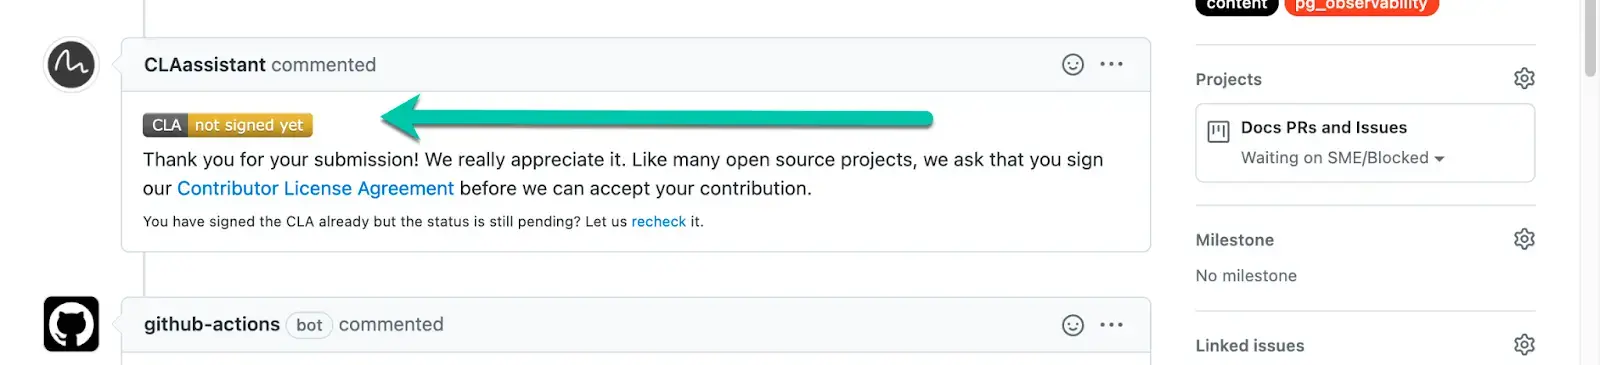 content pg_observability
CLAassistant commented
CLA not signed yet
Thank you for your submission! We really appreciate it. Like many open source projects, we ask that you sign
our Contributor License Agreement before we can accept your contribution.
You have signed the CLA already but the status is still pending? Let us recheck it.
github-actions bot commented
Projects
Docs PRs and Issues
Waiting on SME/Blocked
Milestone
No milestone
Linked issues